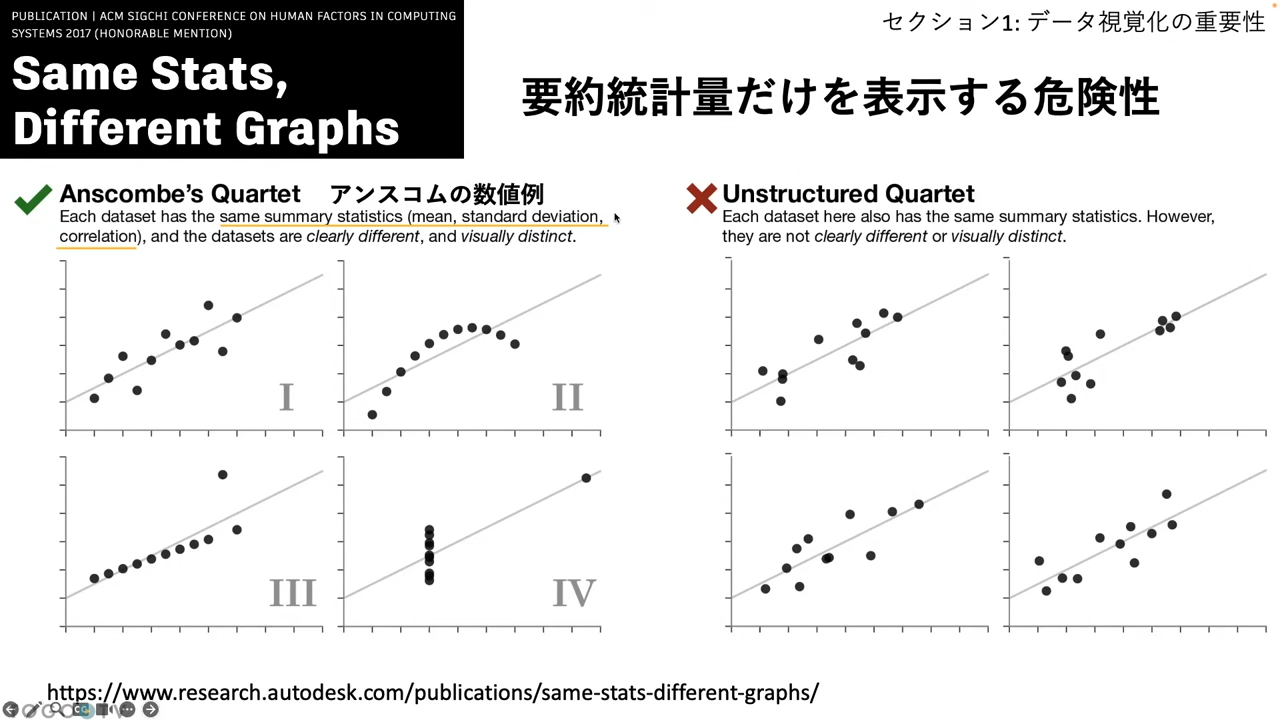 PUBLICATION | ACM SIGCHI CONFERENCE ON HUMAN FACTORS IN COMPUTING
SYSTEMS 2017 (HONORABLE MENTION)
Same Stats,
Different Graphs
セクション1: データ視覚化の重要性
要約統計量だけを表示する危険性
Anscombe's Quartet アンスコムの数値例
Each dataset has the same summary statistics (mean, standard deviation,
correlation), and the datasets are clearly different, and visually distinct.
I
II
III
IV
Unstructured Quartet
Each dataset here also has the same summary statistics. However,
they are not clearly different or visually distinct.
https://www.research.autodesk.com/publications/same-stats-different-graphs/